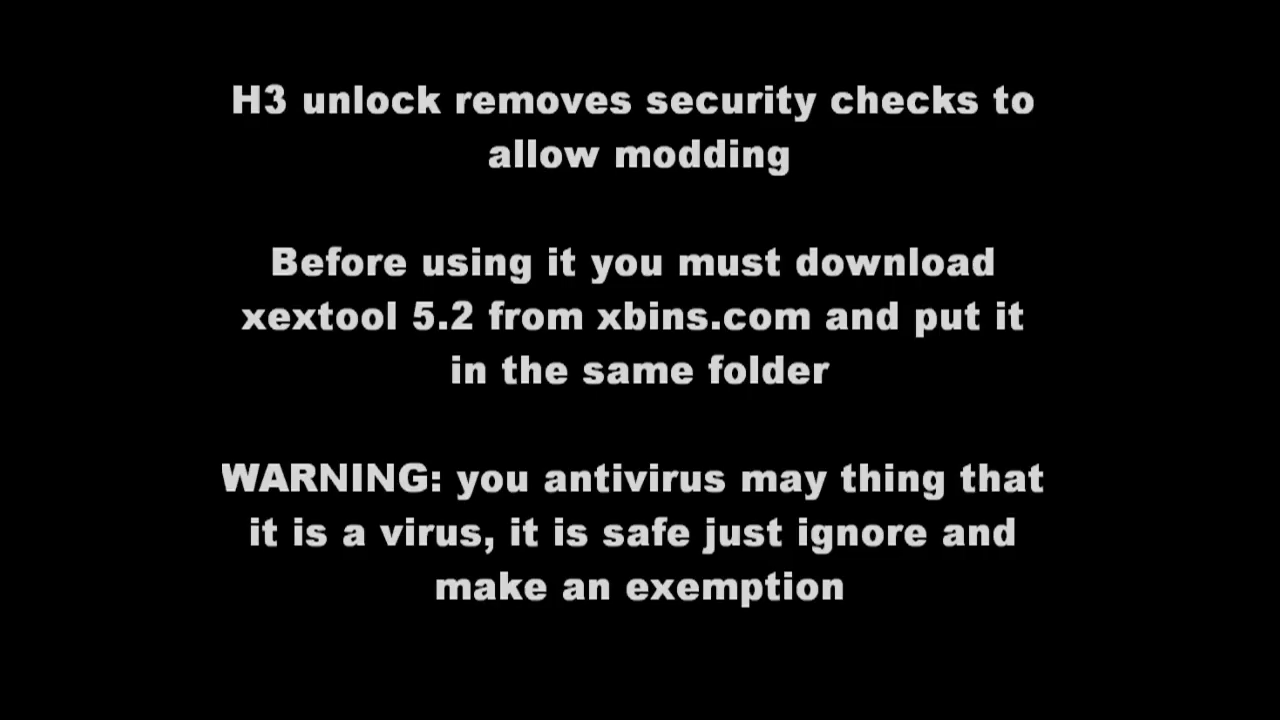 H3 unlock removes security checks to
allow modding
Before using it you must download
xextool 5.2 from xbins.com and put it
in the same folder
WARNING: you antivirus may thing that
it is a virus, it is safe just ignore and
make an exemption